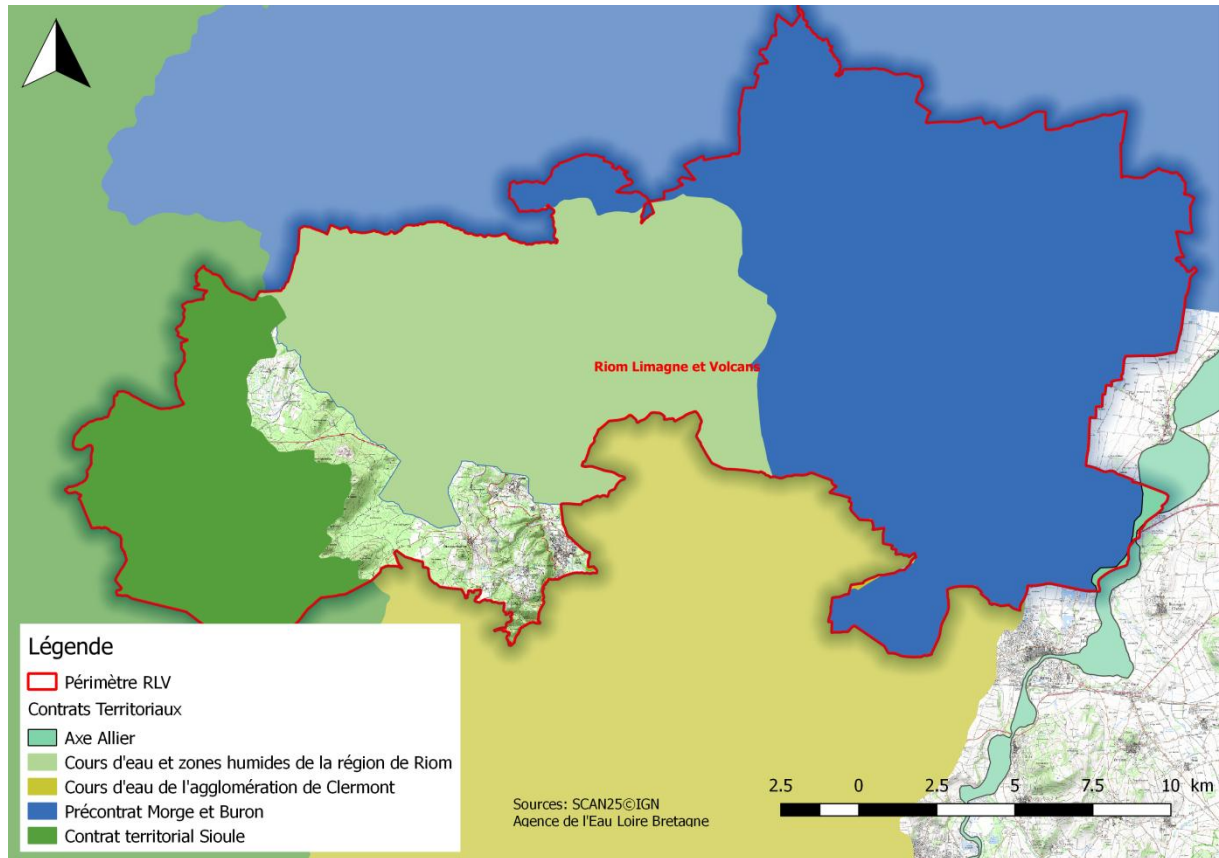 Riom Limagne et Volcans
Légende
Périmètre RLV
Contrats Territoriaux
Axe Allier
Cours d'eau et zones humides de la région de Riom
Cours d'eau de l'agglomération de Clermont
Précontrat Morge et Buron
Contrat territorial Sioule
Sources: SCAN25©IGN
Agence de l'Eau Loire Bretagne
2.5 0 2.5 5 7.5 10 km